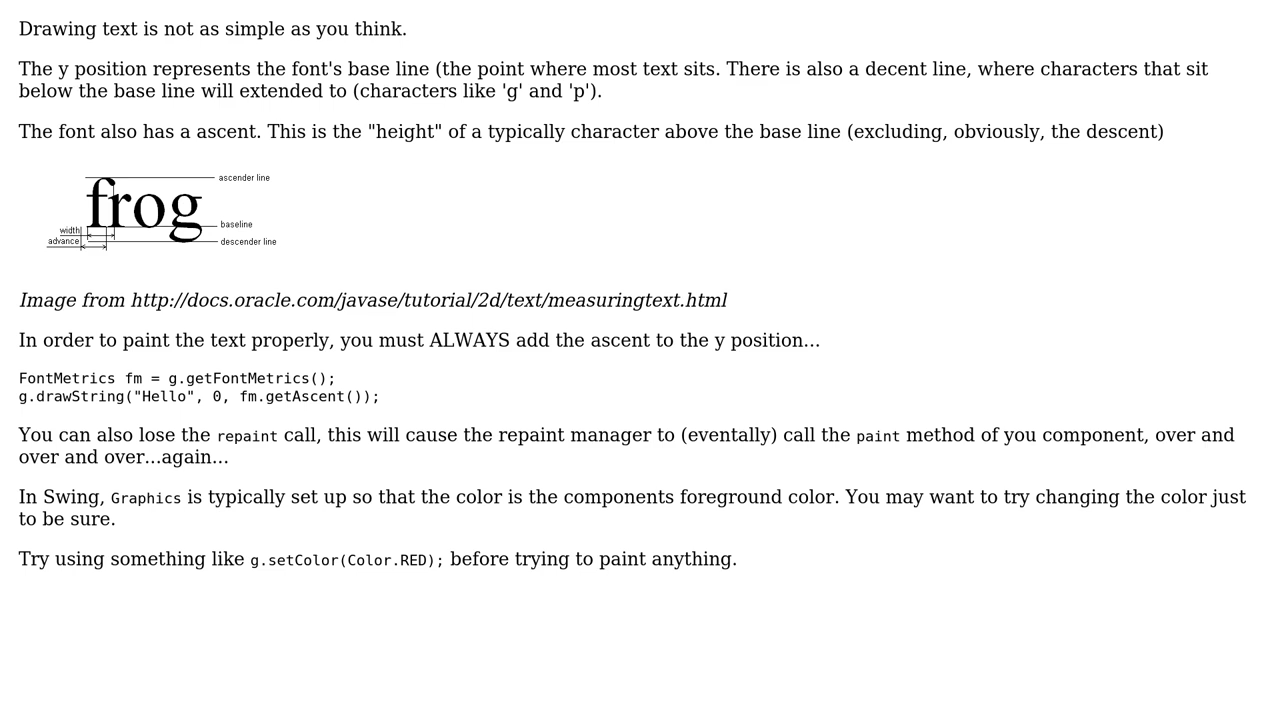 Drawing text is not as simple as you think.
The y position represents the font's base line (the point where most text sits. There is also a decent line, where characters that sit
below the base line will extended to (characters like 'g' and 'p').
The font also has a ascent. This is the "height" of a typically character above the base line (excluding, obviously, the descent)
frog
ascender line
baseline
descender line
width
advance
Image from http://docs.oracle.com/javase/tutorial/2d/text/measuringtext.html
In order to paint the text properly, you must ALWAYS add the ascent to the y position...
FontMetrics fm = g.getFontMetrics();
g.drawString("Hello", 0, fm.getAscent());
You can also lose the repaint call, this will cause the repaint manager to (eventally) call the paint method of you component, over and
over and over...again...
In Swing, Graphics is typically set up so that the color is the components foreground color. You may want to try changing the color just
to be sure.
Try using something like g.setColor(Color.RED); before trying to paint anything.